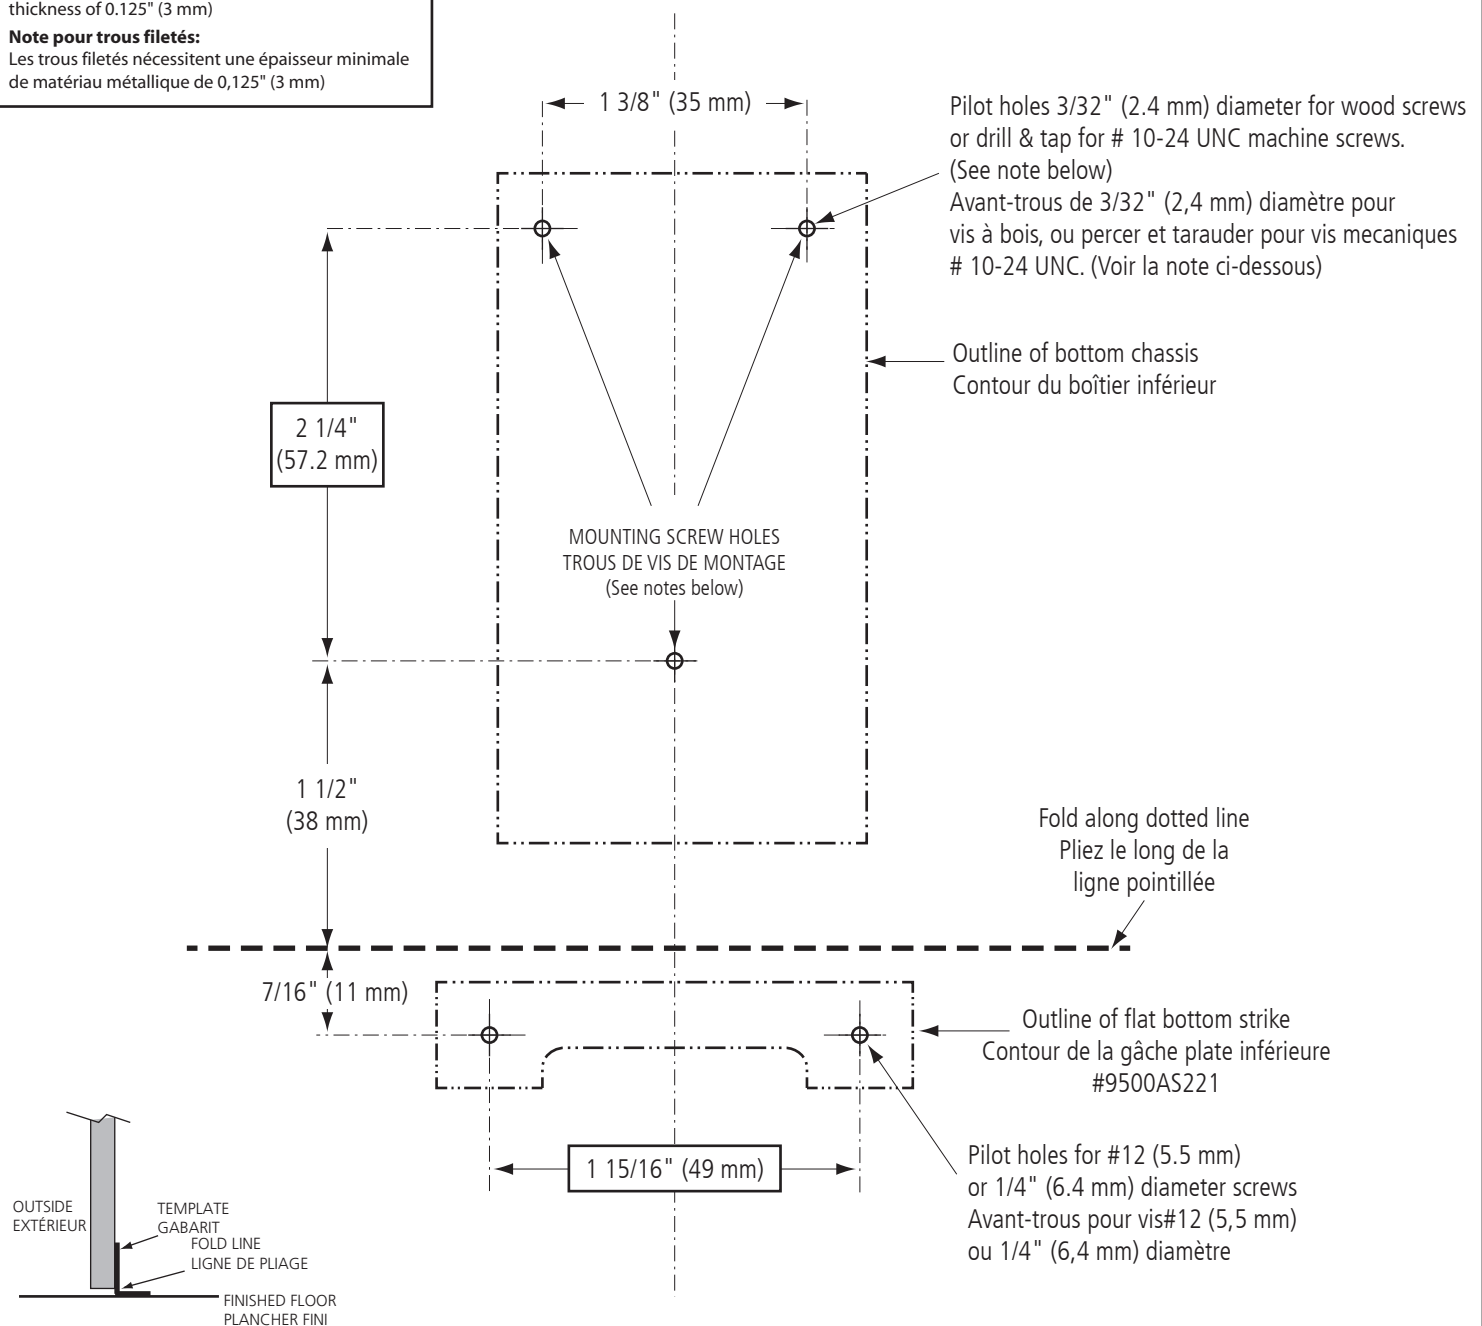 thickness of 0.125" (3 mm)
Note pour trous filetés:
Les trous filetés nécessitent une épaisseur minimale
de matériau métallique de 0,125" (3 mm)
1 3/8" (35 mm)
Pilot holes 3/32" (2.4 mm) diameter for wood screws
or drill & tap for # 10-24 UNC machine screws.
(See note below)
Avant-trous de 3/32" (2,4 mm) diamètre pour
vis à bois, ou percer et tarauder pour vis mecaniques
# 10-24 UNC. (Voir la note ci-dessous)
Outline of bottom chassis
Contour du boîtier inférieur
2 1/4"
(57.2 mm)
MOUNTING SCREW HOLES
TROUS DE VIS DE MONTAGE
(See notes below)
1 1/2"
(38 mm)
Fold along dotted line
Pliez le long de la
ligne pointillée
7/16" (11 mm)
Outline of flat bottom strike
Contour de la gâche plate inférieure
#9500AS221
1 15/16" (49 mm)
Pilot holes for #12 (5.5 mm)
or 1/4" (6.4 mm) diameter screws
Avant-trous pour vis#12 (5,5 mm)
ou 1/4" (6,4 mm) diamètre
OUTSIDE
EXTÉRIEUR
TEMPLATE
GABARIT
FOLD LINE
LIGNE DE PLIAGE
FINISHED FLOOR
PLANCHER FINI